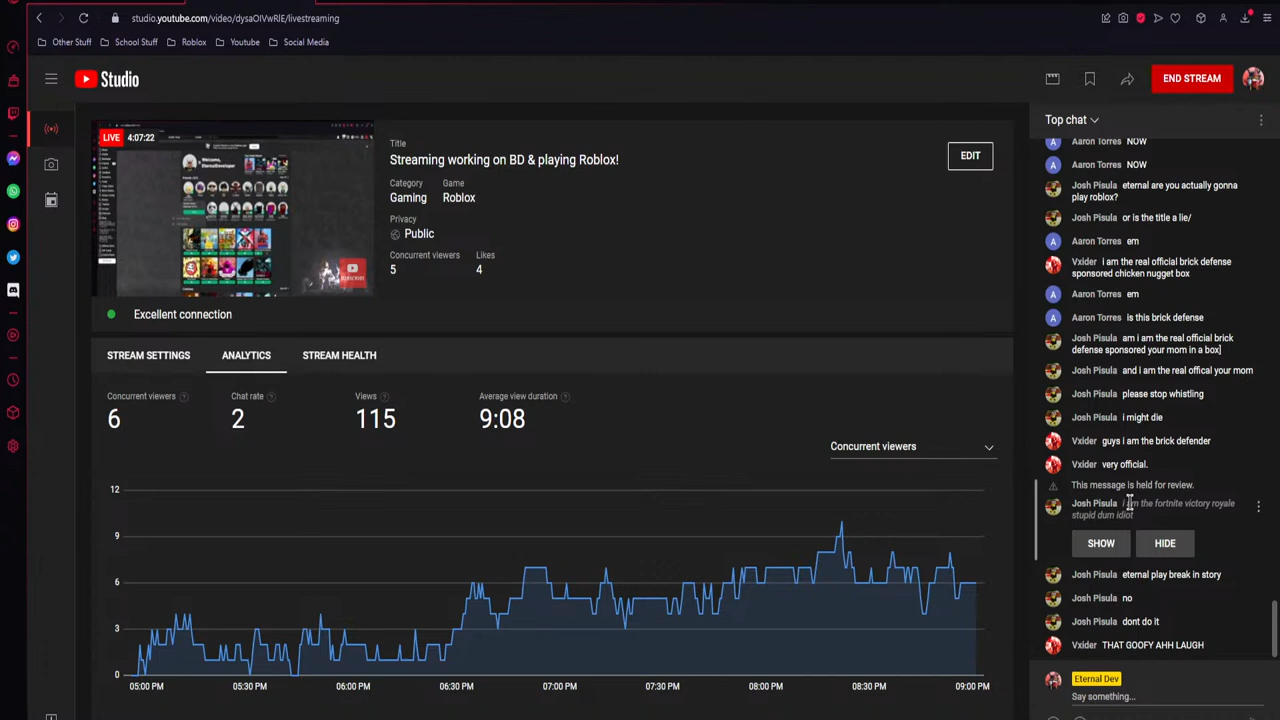 studio.youtube.com/video/dysaOIVwRlE/livestreaming
Other Stuff School Stuff Roblox Youtube Social Media
Studio
END STREAM
LIVE 4:07:22
Title
Streaming working on BD & playing Roblox!
EDIT
Category Game
Gaming Roblox
Privacy
Public
Concurrent viewers Likes
5 4
Excellent connection
STREAM SETTINGS ANALYTICS STREAM HEALTH
Concurrent viewers Chat rate Views Average view duration
6 2 115 9:08
Concurrent viewers
12
9
6
3
0
05:00 PM 05:30 PM 06:00 PM 06:30 PM 07:00 PM 07:30 PM 08:00 PM 08:30 PM 09:00 PM
Top chat
Aaron Torres NOW
Aaron Torres NOW
Josh Pisula eternal are you actually gonna
play roblox?
Josh Pisula or is the title a lie/
Aaron Torres em
Vxider i am the real official brick defense
sponsored chicken nugget box
Aaron Torres em
Aaron Torres is this brick defense
Josh Pisula am i am the real official brick
defense sponsored your mom in a box]
Josh Pisula and i am the real offical your mom
Josh Pisula please stop whistling
Josh Pisula i might die
Vxider guys i am the brick defender
Vxider very official.
This message is held for review.
Josh Pisula i am the fortnite victory royale
stupid dum idiot
SHOW HIDE
Josh Pisula eternal play break in story
Josh Pisula no
Josh Pisula dont do it
Vxider THAT GOOFY AHH LAUGH
Eternal Dev
Say something...